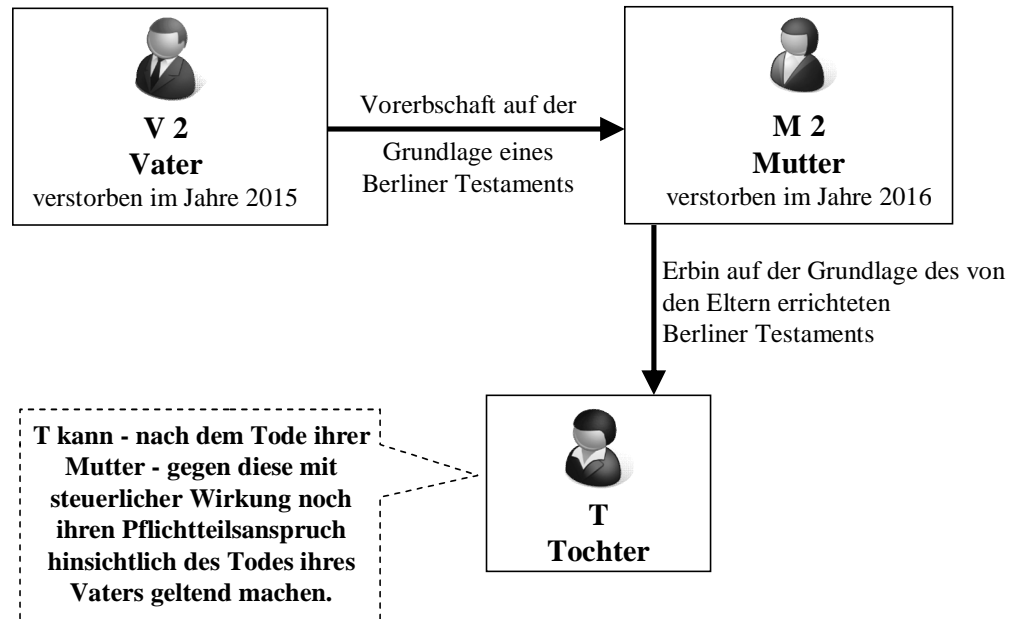 V 2
Vater
verstorben im Jahre 2015
Vorerbschaft auf der
Grundlage eines
Berliner Testaments
M 2
Mutter
verstorben im Jahre 2016
Erbin auf der Grundlage des von
den Eltern errichteten
Berliner Testaments
T kann - nach dem Tode ihrer
Mutter - gegen diese mit
steuerlicher Wirkung noch
ihren Pflichtteilsanspruch
hinsichtlich des Todes ihres
Vaters geltend machen.
T
Tochter